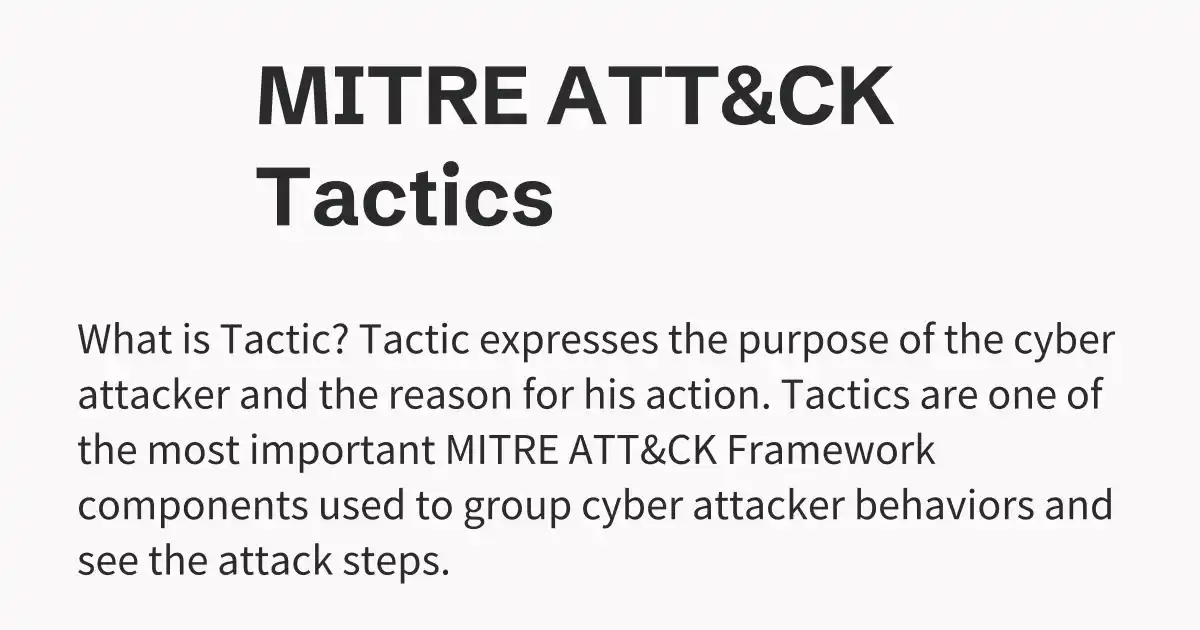 MITRE ATT&CK
Tactics
What is Tactic? Tactic expresses the purpose of the cyber
attacker and the reason for his action. Tactics are one of
the most important MITRE ATT&CK Framework
components used to group cyber attacker behaviors and
see the attack steps.